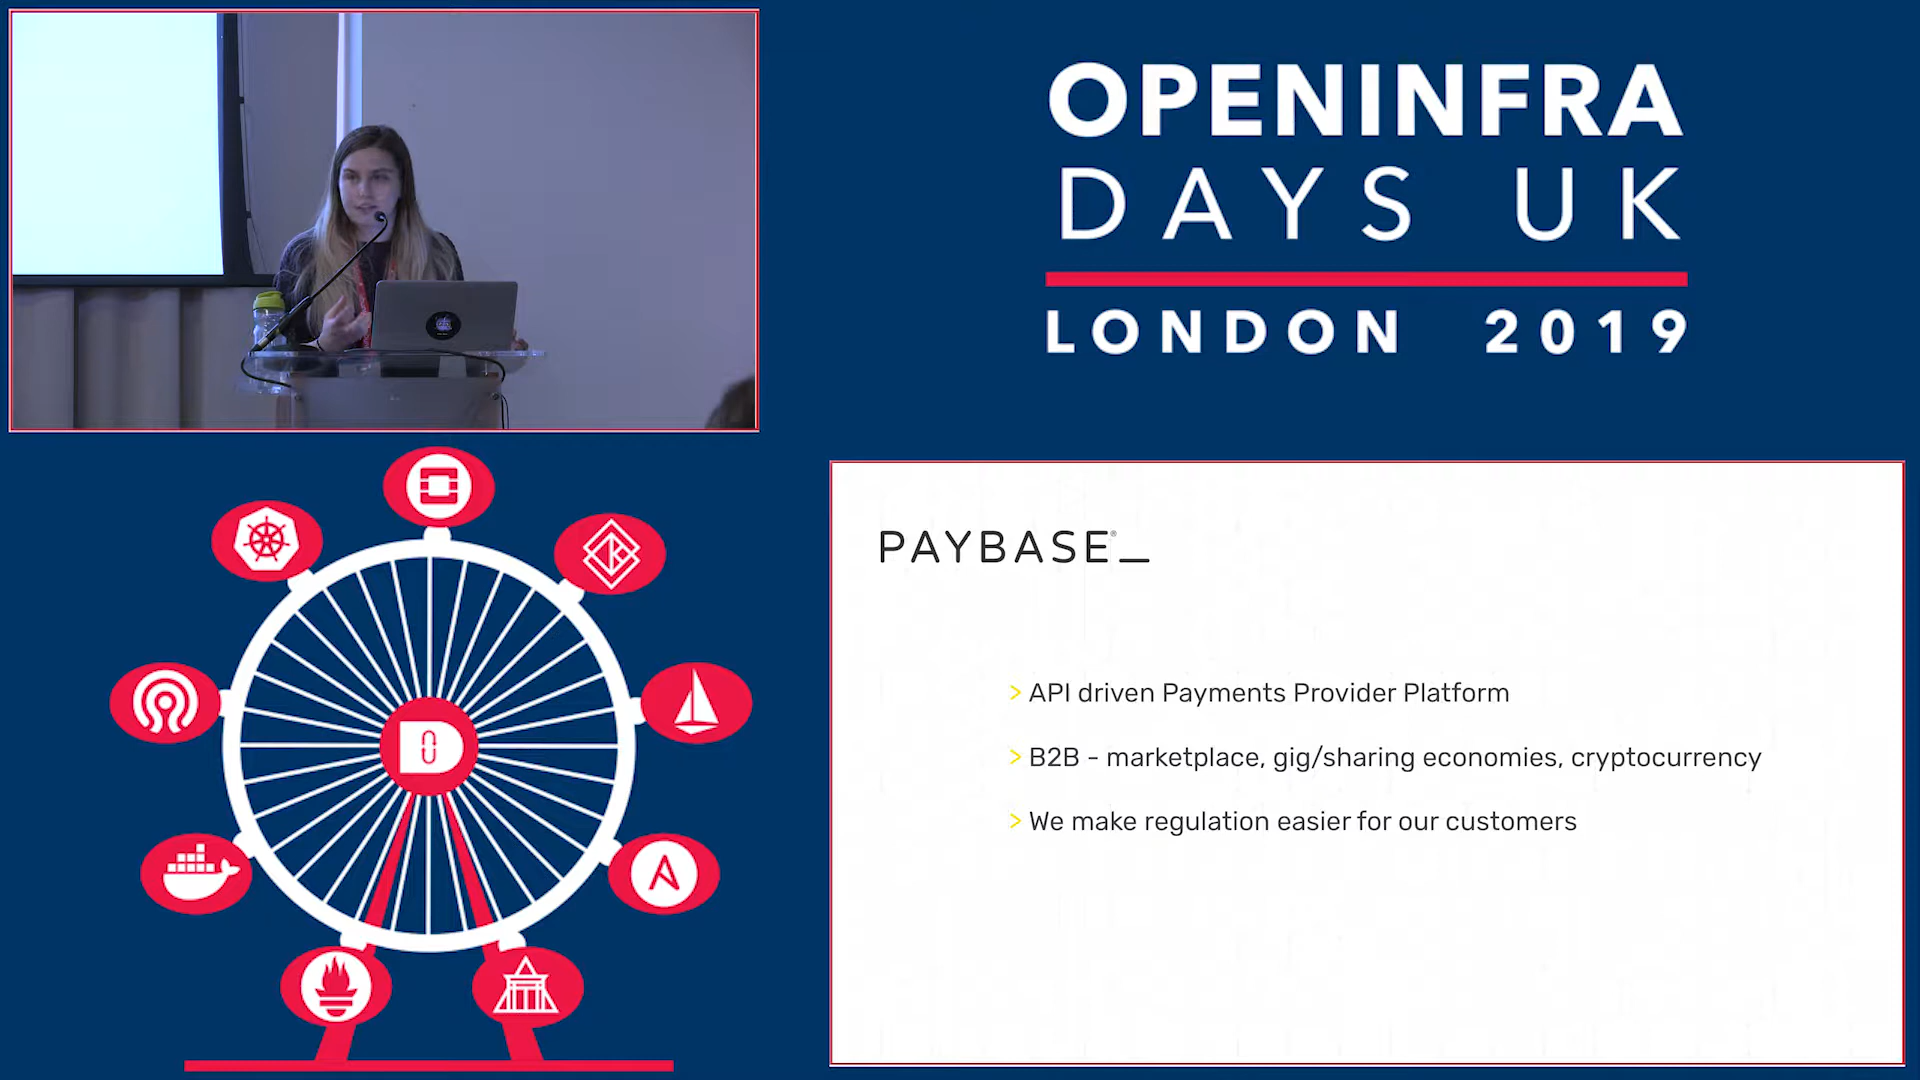 OPENINFRA
DAYS UK
LONDON 2019
PAYBASE®_
> API driven Payments Provider Platform
> B2B - marketplace, gig/sharing economies, cryptocurrency
> We make regulation easier for our customers